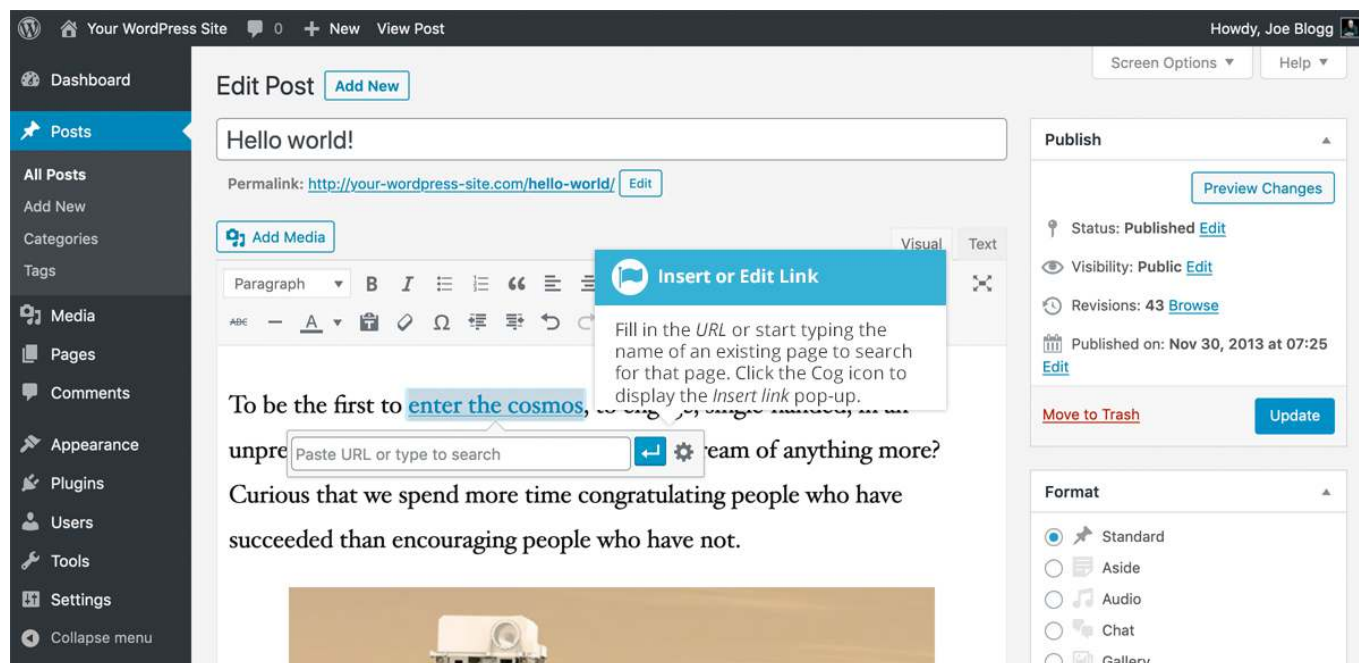 Your WordPress Site 0 New View Post Howdy, Joe Blogg
Screen Options Help
Dashboard
Posts
All Posts
Add New
Categories
Tags
Media
Pages
Comments
Appearance
Plugins
Users
Tools
Settings
Collapse menu
Edit Post Add New
Hello world!
Permalink: http://your-wordpress-site.com/hello-world/ Edit
Add Media
Visual Text
Paragraph B I
ABC A Ω
Insert or Edit Link
Fill in the URL or start typing the
name of an existing page to search
for that page. Click the Cog icon to
display the Insert link pop-up.
To be the first to enter the cosmos, to engage, single-handed, in an
unpre
Paste URL or type to search
ream of anything more?
Curious that we spend more time congratulating people who have
succeeded than encouraging people who have not.
Publish
Preview Changes
Status: Published Edit
Visibility: Public Edit
Revisions: 43 Browse
Published on: Nov 30, 2013 at 07:25
Edit
Move to Trash Update
Format
Standard
Aside
Audio
Chat
Gallery